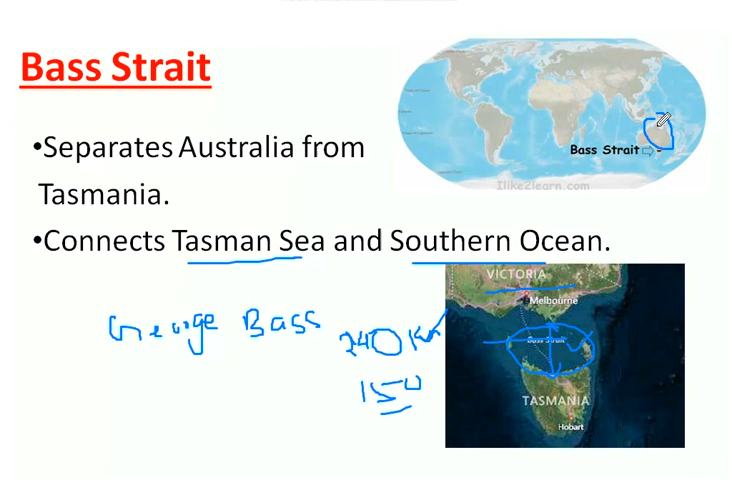 Bass Strait
•Separates Australia from
Tasmania.
•Connects Tasman Sea and Southern Ocean.
Bass Strait
Ilike2learn.com
George Bass
240 Km
150
VICTORIA
Melbourne
Bass Strait
TASMANIA
Hobart